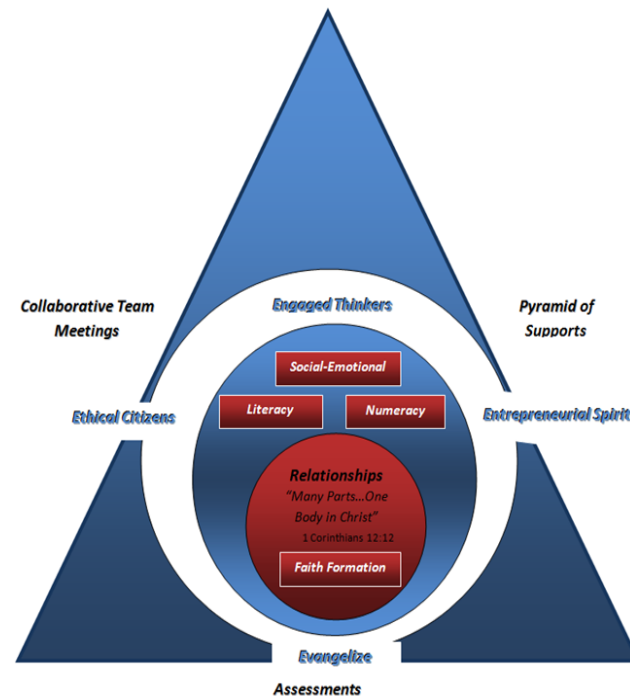 Engaged Thinkers
Collaborative Team
Meetings
Pyramid of
Supports
Social-Emotional
Literacy
Numeracy
Ethical Citizens
Entrepreneurial Spirit
Relationships
“Many Parts...One
Body in Christ”
1 Corinthians 12:12
Faith Formation
Evangelize
Assessments